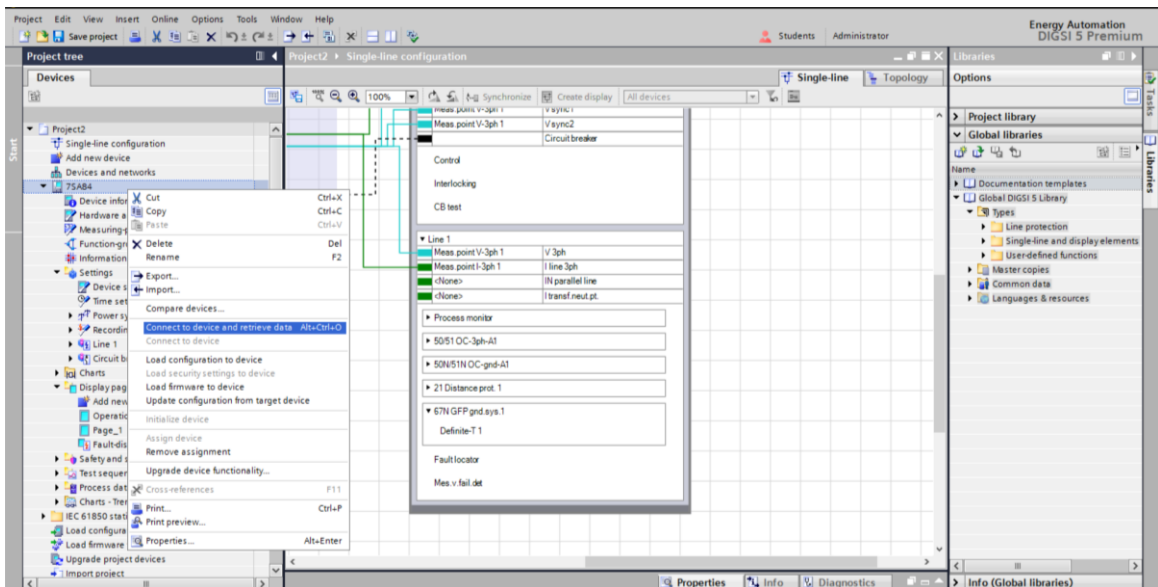 Project Edit View Insert Online Options Tools Window Help
Energy Automation
DIGSI 5 Premium
Save project
Students Administrator
Project tree
Project2 Single-line configuration
Libraries
Devices
Single-line Topology
Options
100% Synchronize Create display All devices
Start
Tasks
Libraries
Project2
Single-line configuration
Add new device
Devices and networks
7SA84
Device infor
Hardware a
Measuring-p
Function-gr
Information
Settings
Device s
Time set
Power sy
Recordin
Line 1
Circuit b
Charts
Display pag
Add new
Operatio
Page_1
Fault-dis
Safety and s
Test sequen
Process dat
Charts - Tren
IEC 61850 stati
Load configura
Load firmware
Upgrade project devices
Import project
Cut Ctrl+X
Copy Ctrl+C
Paste Ctrl+V
Delete Del
Rename F2
Export...
Import...
Compare devices...
Connect to device and retrieve data Alt+Ctrl+O
Connect to device
Load configuration to device
Load security settings to device
Load firmware to device
Update configuration from target device
Initialize device
Assign device
Remove assignment
Upgrade device functionality...
Cross-references F11
Print... Ctrl+P
Print preview...
Properties... Alt+Enter
Meas.point V-3ph 1 V sync1
Meas.point V-3ph 1 V sync2
Circuit breaker
Control
Interlocking
CB test
Line 1
Meas.point V-3ph 1 V 3ph
Meas.point I-3ph 1 I line 3ph
<None> IN parallel line
<None> I transf.neut.pt.
Process monitor
50/51 OC-3ph-A1
50N/51N OC-gnd-A1
21 Distance prot. 1
67N GFP gnd.sys.1
Definite-T 1
Fault locator
Mes.v.fail.det
Project library
Global libraries
Name
Documentation templates
Global DIGSI 5 Library
Types
Line protection
Single-line and display elements
User-defined functions
Master copies
Common data
Languages & resources
Properties Info Diagnostics
Info (Global libraries)